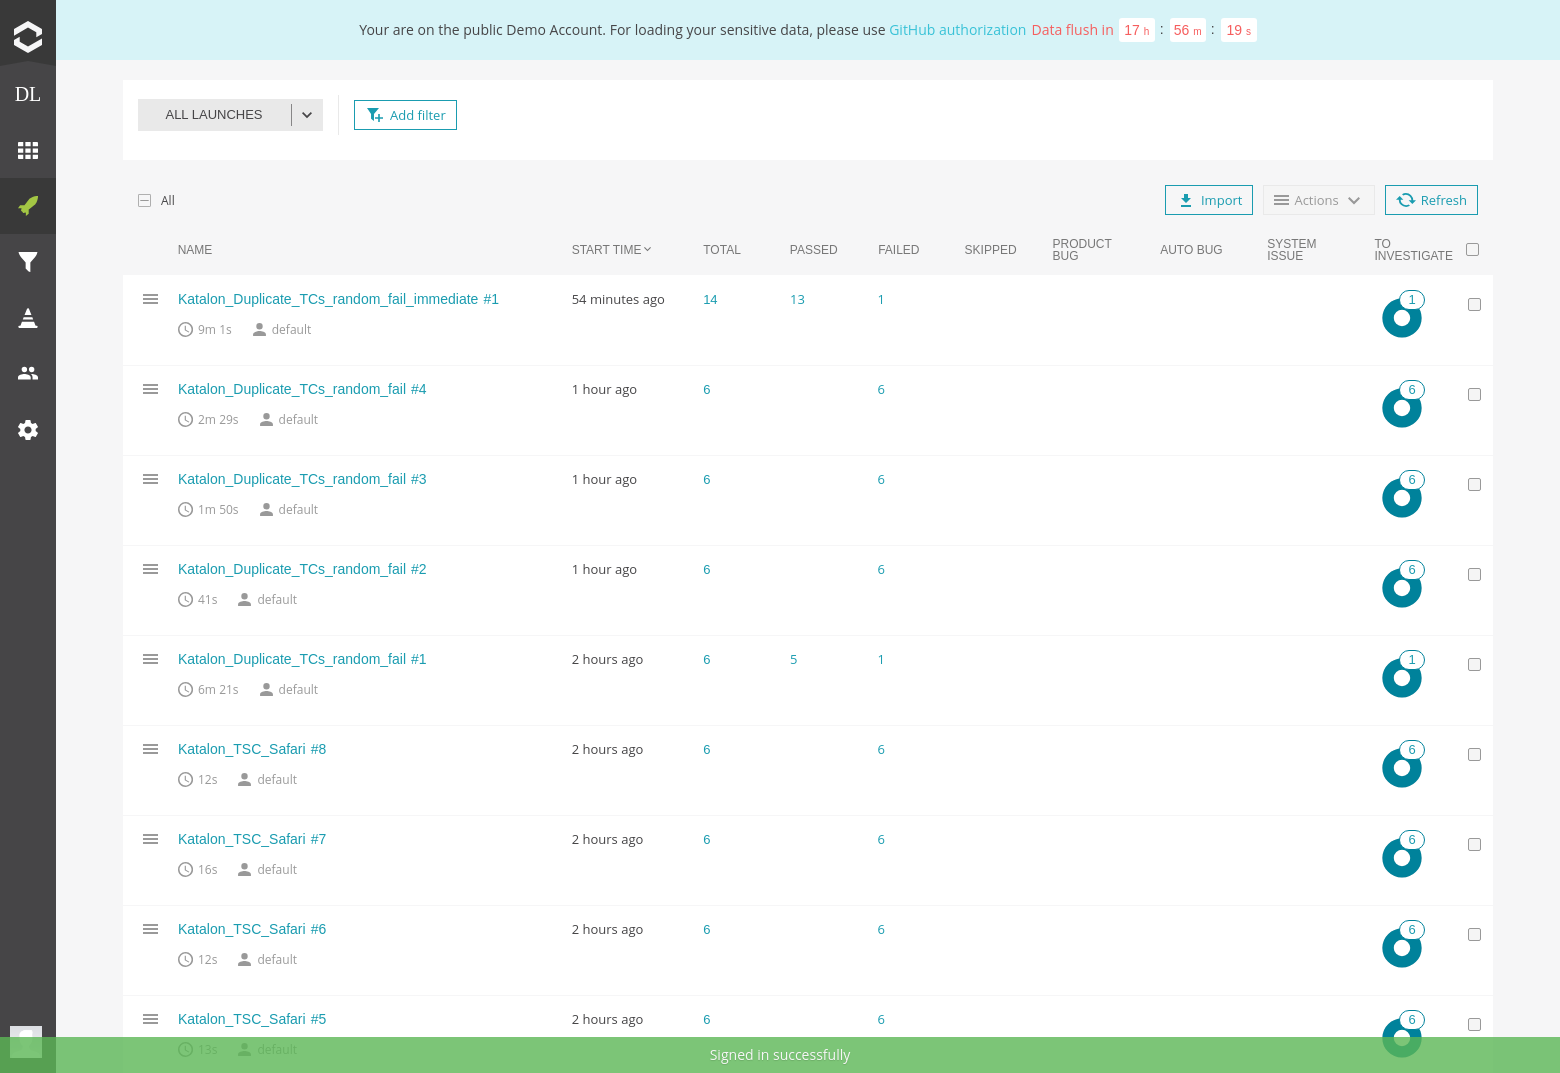 Your are on the public Demo Account. For loading your sensitive data, please use GitHub authorization Data flush in 17 h : 56 m : 19 s
DL
ALL LAUNCHES
Add filter
All
Import
Actions
Refresh
NAME START TIME TOTAL PASSED FAILED SKIPPED PRODUCT BUG AUTO BUG SYSTEM ISSUE TO INVESTIGATE
Katalon_Duplicate_TCs_random_fail_immediate #1 54 minutes ago 14 13 1 1
9m 1s default
Katalon_Duplicate_TCs_random_fail #4 1 hour ago 6 6 6
2m 29s default
Katalon_Duplicate_TCs_random_fail #3 1 hour ago 6 6 6
1m 50s default
Katalon_Duplicate_TCs_random_fail #2 1 hour ago 6 6 6
41s default
Katalon_Duplicate_TCs_random_fail #1 2 hours ago 6 5 1 1
6m 21s default
Katalon_TSC_Safari #8 2 hours ago 6 6 6
12s default
Katalon_TSC_Safari #7 2 hours ago 6 6 6
16s default
Katalon_TSC_Safari #6 2 hours ago 6 6 6
12s default
Katalon_TSC_Safari #5 2 hours ago 6 6 6
13s default
Signed in successfully